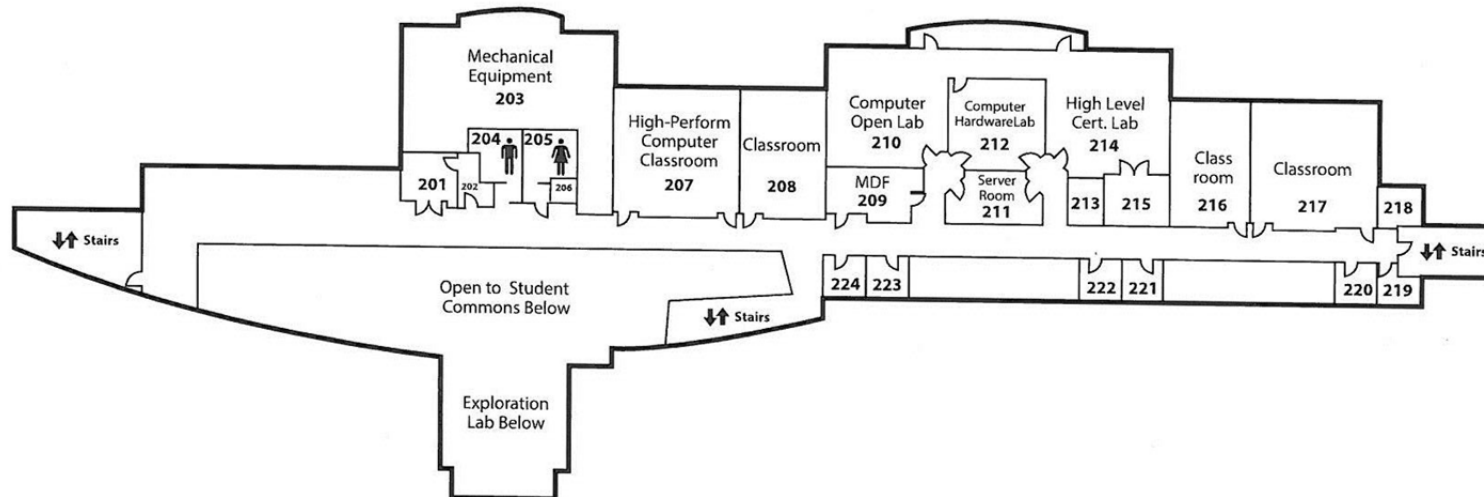 Mechanical
Equipment
203
204
205
201
202
206
High-Perform
Computer
Classroom
207
Classroom
208
Computer
Open Lab
210
MDF
209
Computer
HardwareLab
212
Server
Room
211
High Level
Cert. Lab
214
213
215
Class
room
216
Classroom
217
218
Stairs
Stairs
Open to Student
Commons Below
Stairs
224
223
222
221
220
219
Exploration
Lab Below